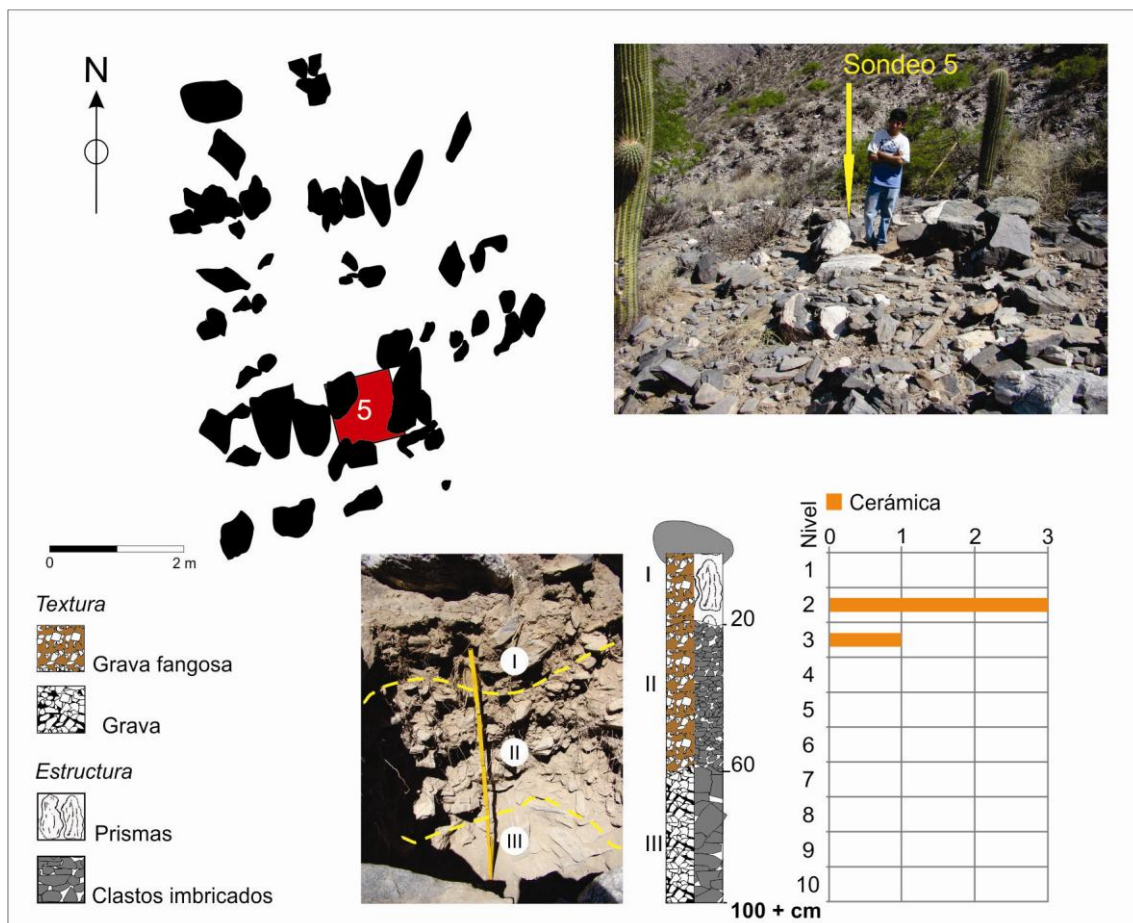 N
5
0
2 m
Sondeo 5
Textura
Grava fangosa
Grava
Estructura
Prismas
Clastos imbricados
I
II
III
I
II
III
20
60
100 + cm
Cerámica
Nivel
0 1 2 3
1
2
3
4
5
6
7
8
9
10